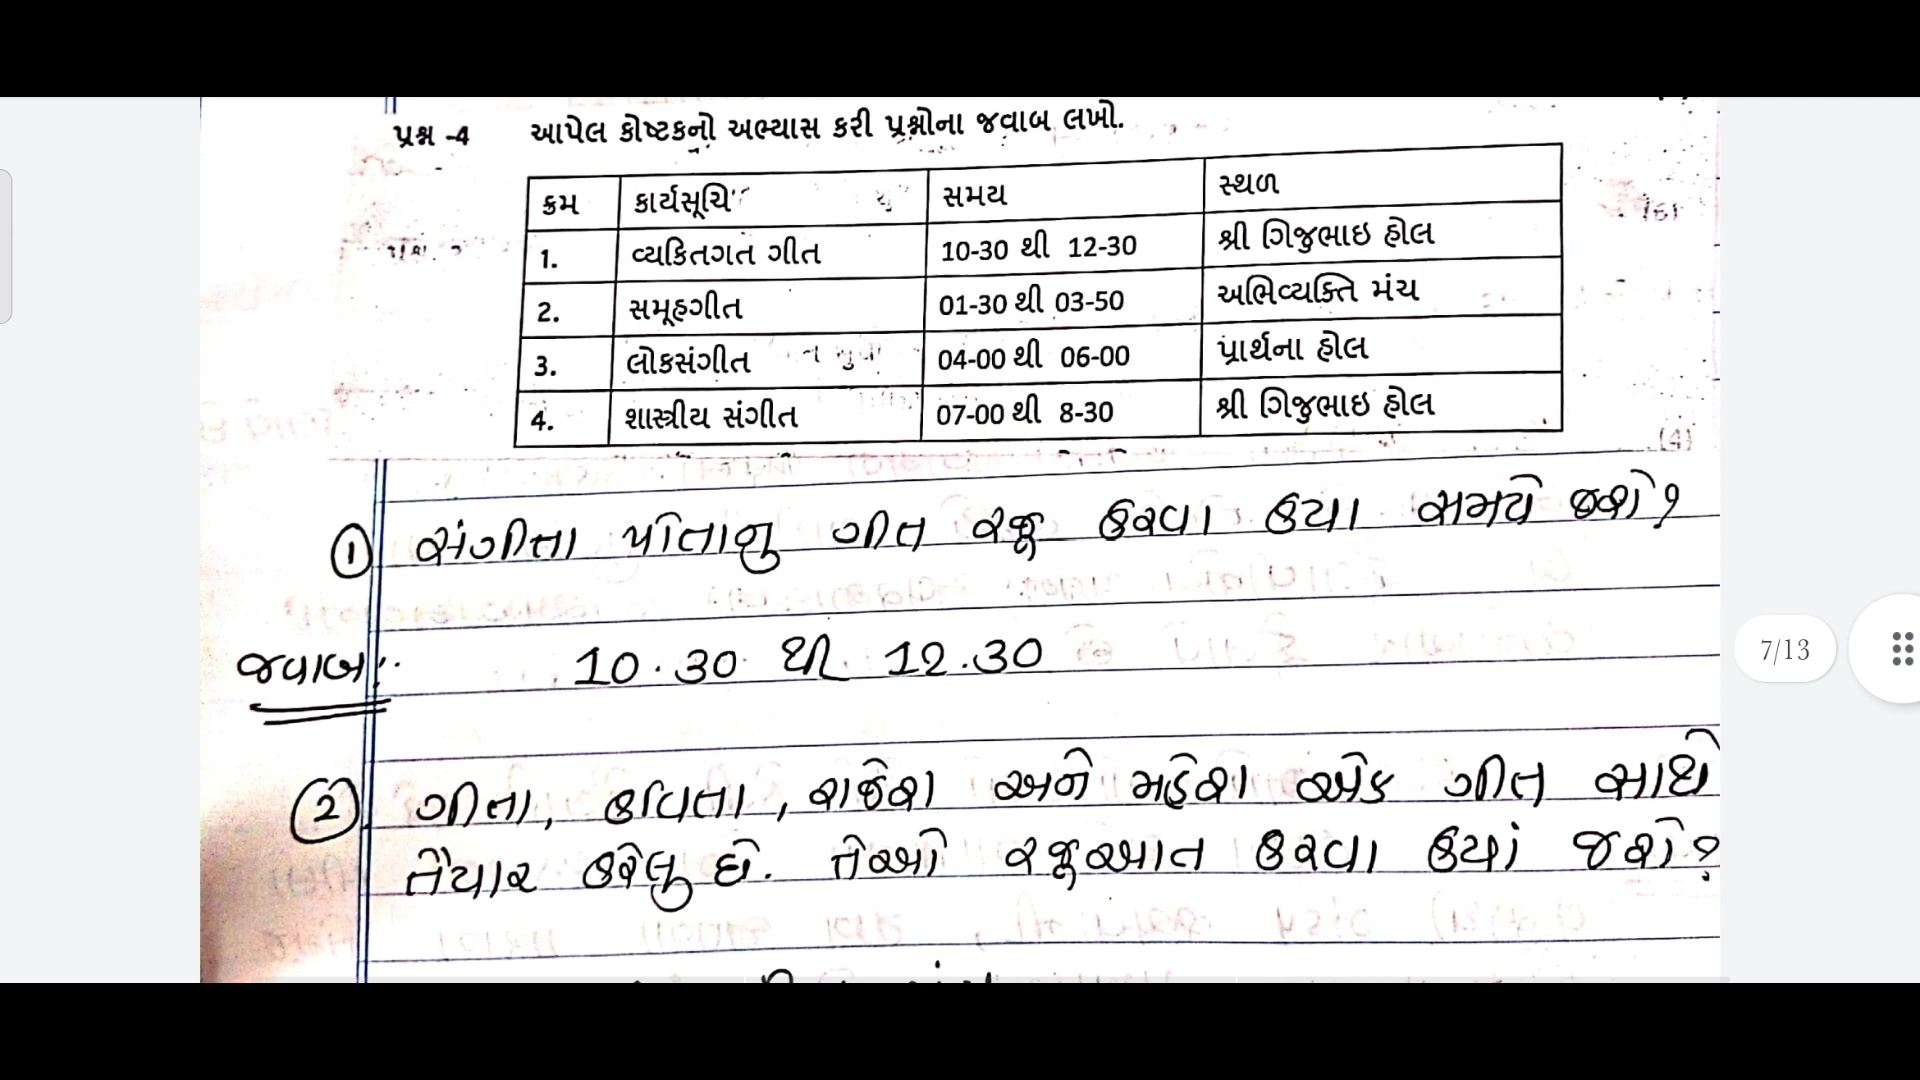 પ્રશ્ન -4 આપેલ કોષ્ટકનો અભ્યાસ કરી પ્રશ્નોના જવાબ લખો.
ક્રમ કાર્યસૂચિ સમય સ્થળ
1. વ્યકિતગત ગીત 10-30 થી 12-30 શ્રી ગિજુભાઇ હોલ
2. સમૂહગીત 01-30 થી 03-50 અભિવ્યક્તિ મંચ
3. લોકસંગીત 04-00 થી 06-00 પ્રાર્થના હોલ
4. શાસ્ત્રીય સંગીત 07-00 થી 8-30 શ્રી ગિજુભાઇ હોલ
① સંગીતા પોતાનુ ગીત રજૂ કરવા કયા સમયે જશે?
જવાબ:. 10.30 થી 12.30
7/13
② ગીતા, કવિતા, રાજેશ અને મહેશ એક ગીત સાથે
તૈયાર કરેલુ છે. તેઓ રજૂઆત કરવા કયાં જશે?